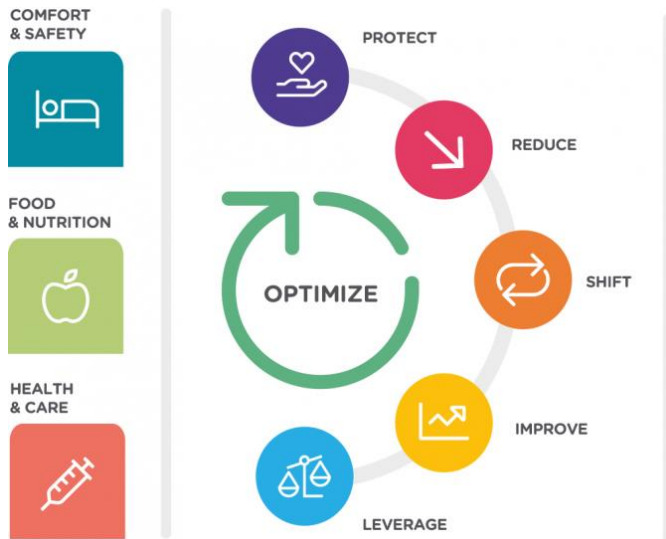 COMFORT
& SAFETY
FOOD
& NUTRITION
HEALTH
& CARE
PROTECT
REDUCE
SHIFT
IMPROVE
LEVERAGE
OPTIMIZE